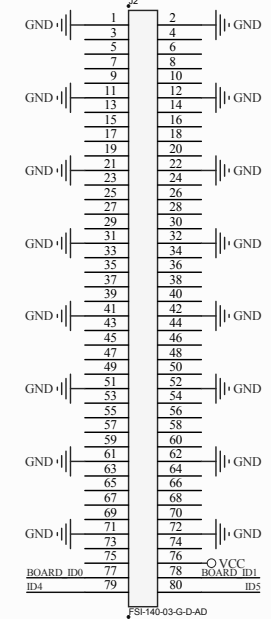 J2
GND 1 2 GND
3 4
5 6
7 8
9 10
GND 11 12 GND
13 14
15 16
17 18
19 20
GND 21 22 GND
23 24
25 26
27 28
29 30
GND 31 32 GND
33 34
35 36
37 38
39 40
GND 41 42 GND
43 44
45 46
47 48
49 50
GND 51 52 GND
53 54
55 56
57 58
59 60
GND 61 62 GND
63 64
65 66
67 68
69 70
GND 71 72 GND
73 74
75 76 VCC
BOARD_ID0 77 78 BOARD_ID1
ID4 79 80 ID5
FSI-140-03-G-D-AD